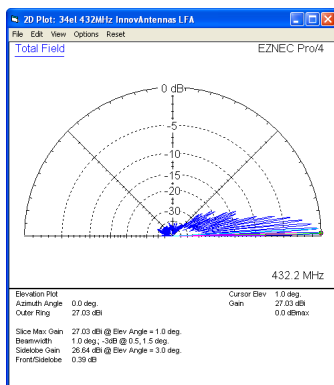 2D Plot: 34el 432MHz InnovAntennas LFA
File Edit View Options Reset
Total Field
EZNEC Pro/4
0 dB
-5
-10
-15
-20
-30
432.2 MHz
Elevation Plot
Azimuth Angle 0.0 deg.
Outer Ring 27.03 dBi
Cursor Elev 1.0 deg.
Gain 27.03 dBi
0.0 dBmax
Slice Max Gain 27.03 dBi @ Elev Angle = 1.0 deg.
Beamwidth 1.0 deg.; -3dB @ 0.5, 1.5 deg.
Sidelobe Gain 26.64 dBi @ Elev Angle = 3.0 deg.
Front/Sidelobe 0.39 dB